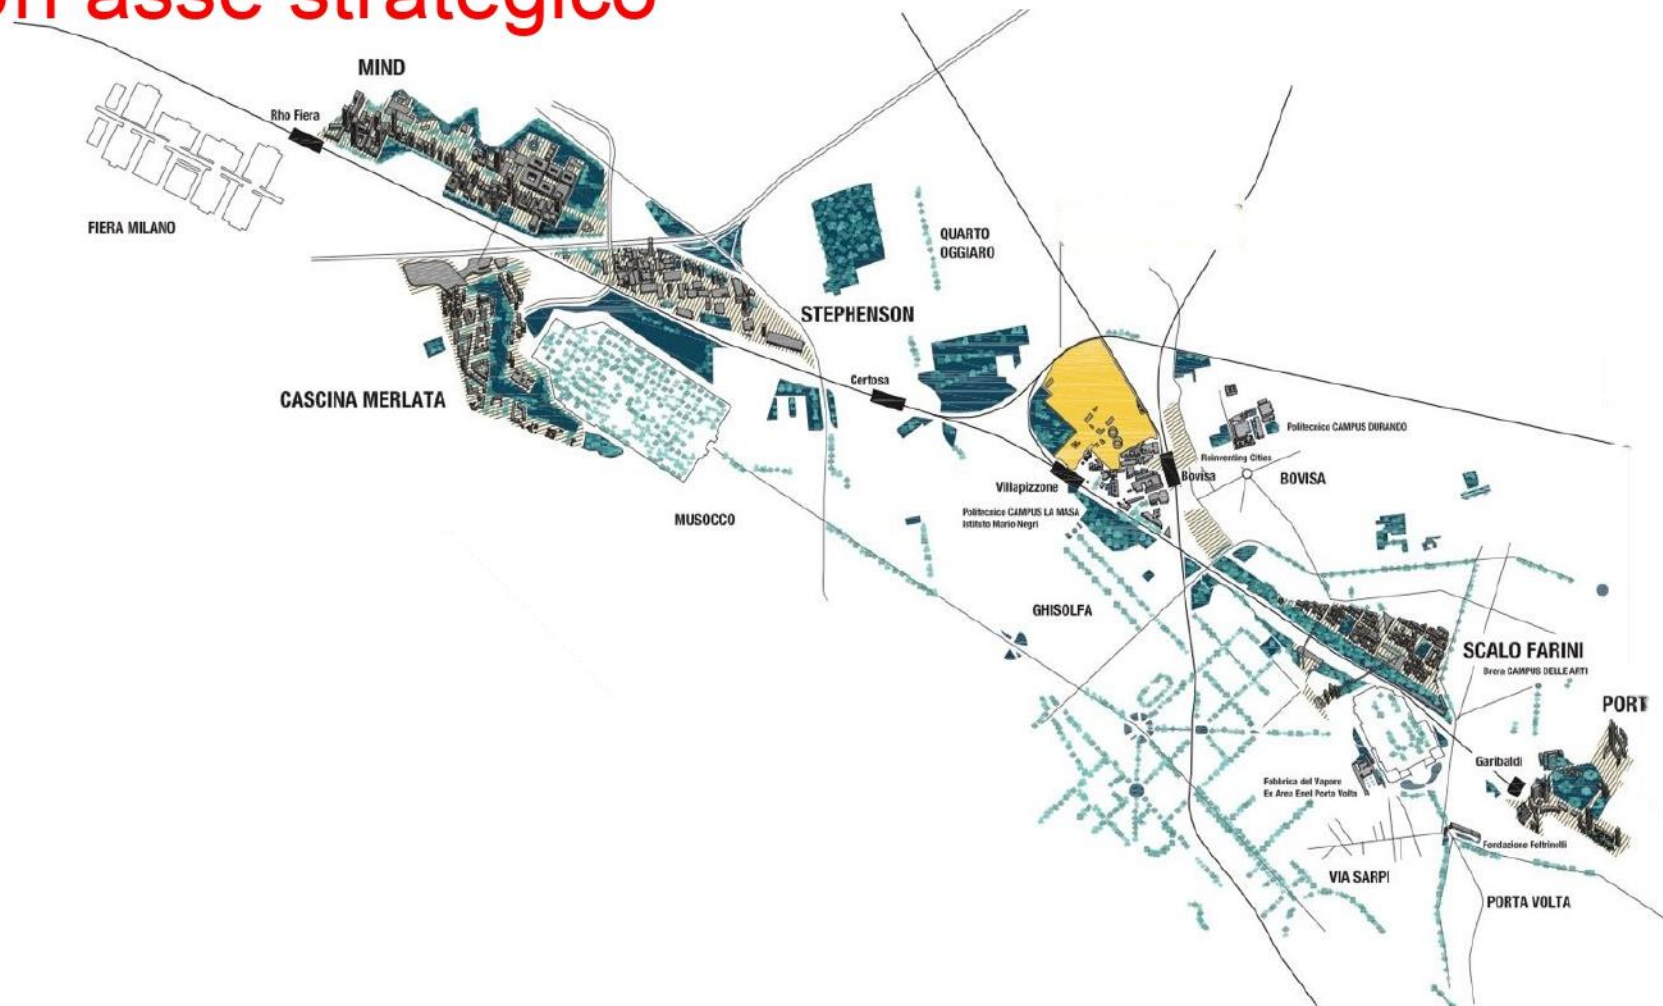 asse strategico
MIND
Rho Fiera
FIERA MILANO
QUARTO
OGGIARO
STEPHENSON
Certosa
CASCINA MERLATA
Politecnico CAMPUS DURANDO
Reinventing Cities
BOVISA
Bovisa
Villapizzone
Politecnico CAMPUS LA MASA
Istituto Mario Negri
MUSOCCO
GHISOLFA
SCALO FARINI
Brera CAMPUS DELLE ARTI
PORT
Garibaldi
Fabbrica del Vapore
Ex Area Enel Porta Volta
Fondazione Feltrinelli
VIA SARPI
PORTA VOLTA